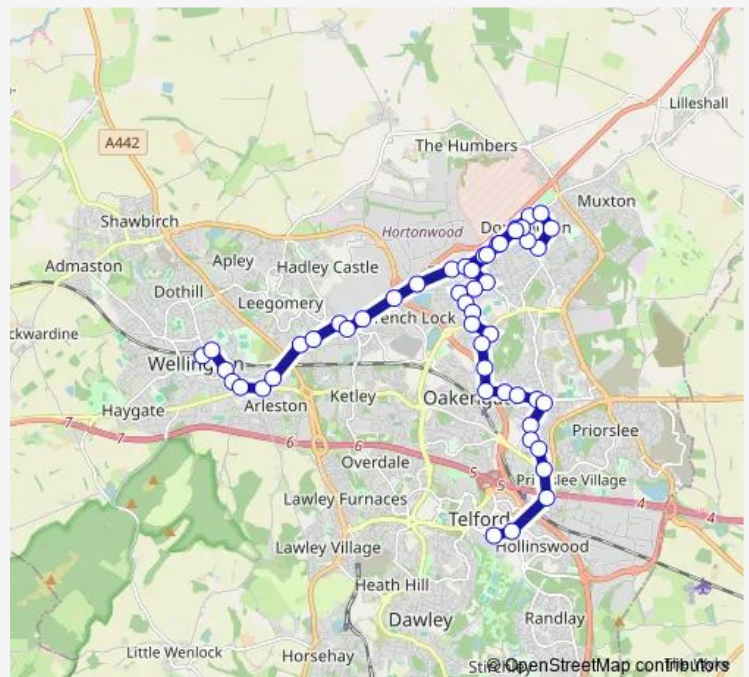 Lilleshall
A442
The Humbers
Muxton
Shawbirch
Hortonwood
Apley
Hadley Castle
Admaston
Dothill
Leegomery
ckwardine
Wellington
Ketley
Haygate
Arleston
7
7
6
6
Priorslee
Overdale
5
5
Priorslee Village
4
4
Lawley Furnaces
Telford
Lawley Village
Hollinswood
Heath Hill
Dawley
Randlay
Little Wenlock
Horsehay
© OpenStreetMap contributors